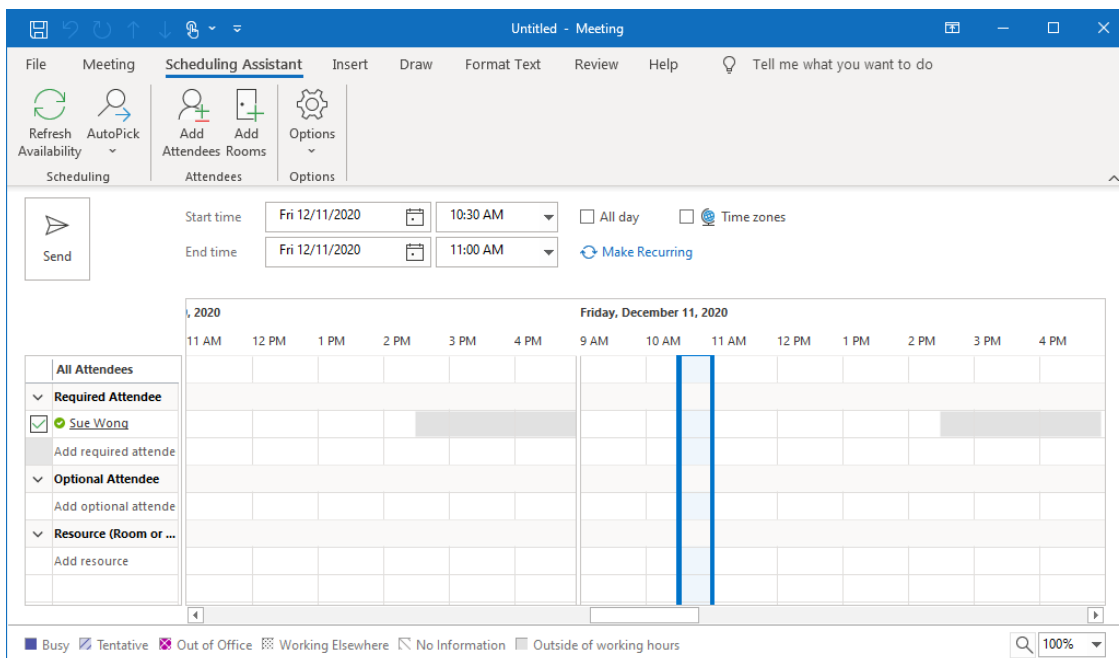 Untitled - Meeting
File Meeting Scheduling Assistant Insert Draw Format Text Review Help Tell me what you want to do
Refresh Availability AutoPick Add Attendees Add Rooms Options
Scheduling Attendees Options
Send
Start time Fri 12/11/2020 10:30 AM All day Time zones
End time Fri 12/11/2020 11:00 AM Make Recurring
, 2020 Friday, December 11, 2020
11 AM 12 PM 1 PM 2 PM 3 PM 4 PM 9 AM 10 AM 11 AM 12 PM 1 PM 2 PM 3 PM 4 PM
All Attendees
Required Attendee
Sue Wong
Add required attende
Optional Attendee
Add optional attende
Resource (Room or ...
Add resource
Busy Tentative Out of Office Working Elsewhere No Information Outside of working hours 100%